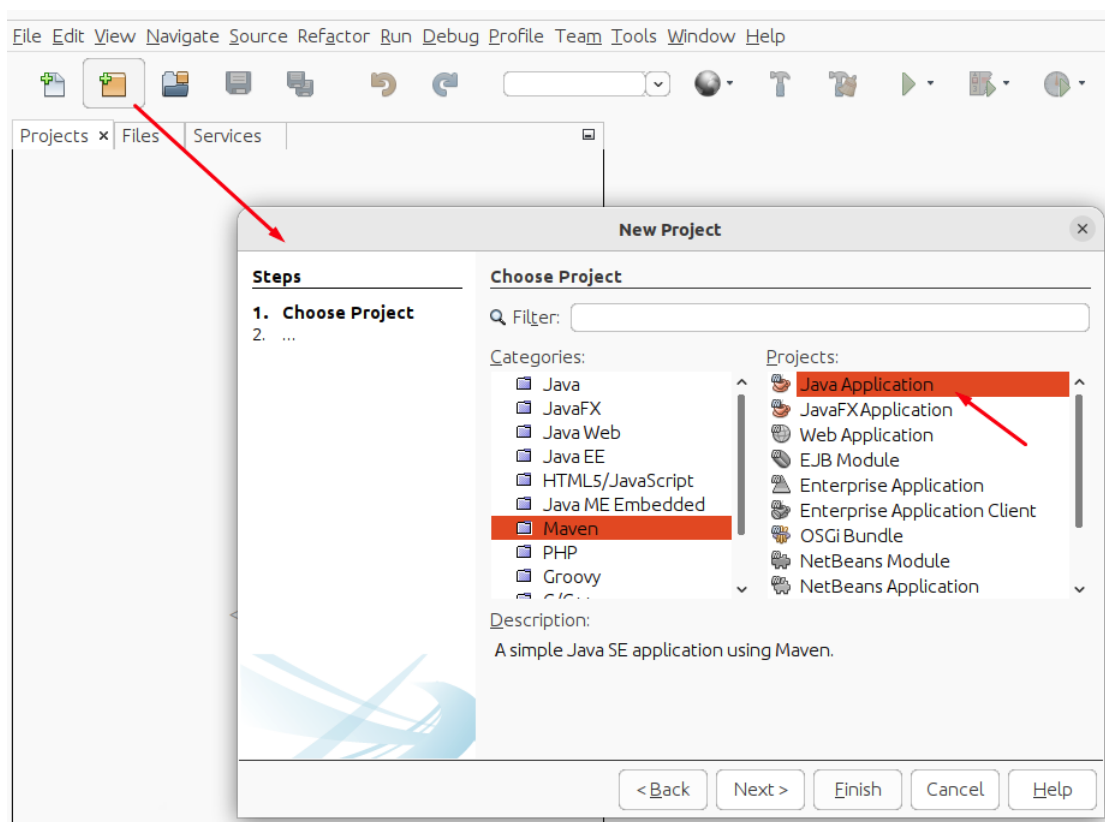 File Edit View Navigate Source Refactor Run Debug Profile Team Tools Window Help
Projects × Files Services
New Project
Steps
1. Choose Project
2. ...
Choose Project
Filter:
Categories:
Java
JavaFX
Java Web
Java EE
HTML5/JavaScript
Java ME Embedded
Maven
PHP
Groovy
Projects:
Java Application
JavaFX Application
Web Application
EJB Module
Enterprise Application
Enterprise Application Client
OSGi Bundle
NetBeans Module
NetBeans Application
Description:
A simple Java SE application using Maven.
< Back Next > Finish Cancel Help